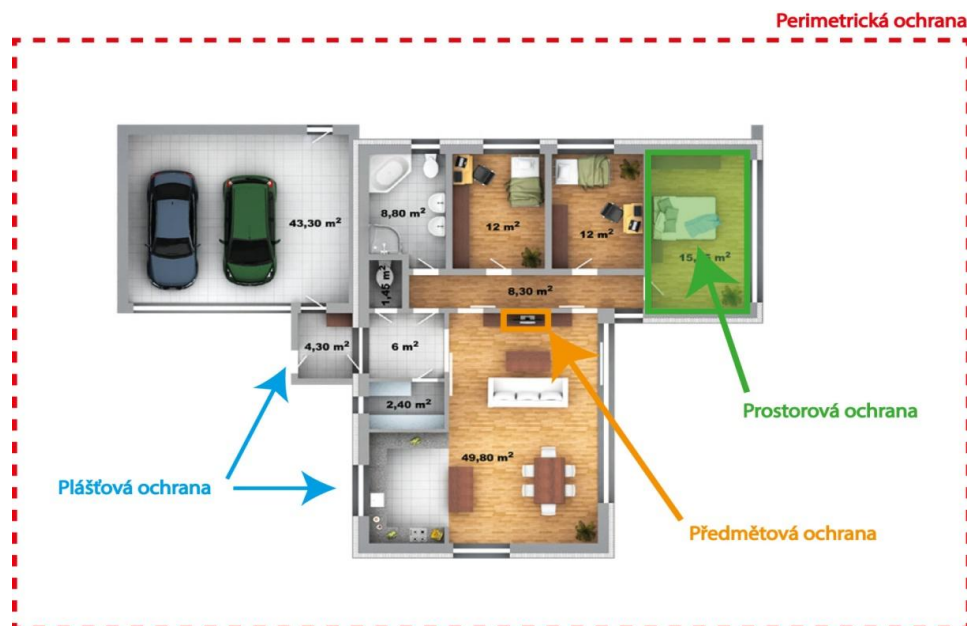 Perimetrická ochrana
43,30 m²
8,80 m²
12 m²
12 m²
m²
1,45 m²
8,30 m²
4,30 m²
6 m²
2,40 m²
Prostorová ochrana
49,80 m²
Plášťová ochrana
Předmětová ochrana